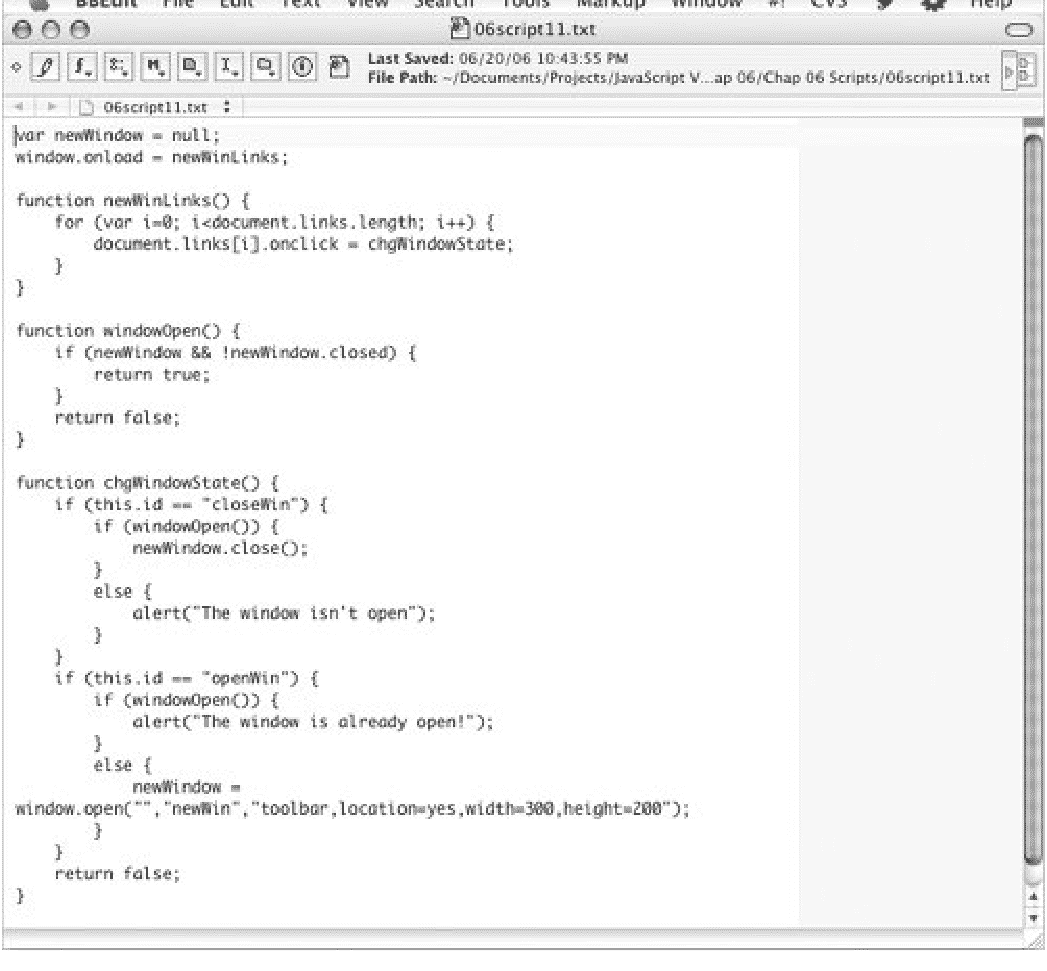 BBEdit File Edit Text View Search Tools Markup Window #! CVS Help
06script11.txt
Last Saved: 06/20/06 10:43:55 PM
File Path: ~/Documents/Projects/JavaScript V...ap 06/Chap 06 Scripts/06script11.txt
06script11.txt
var newWindow = null;
window.onload = newWinLinks;
function newWinLinks() {
for (var i=0; i<document.links.length; i++) {
document.links[i].onclick = chgWindowState;
}
}
function windowOpen() {
if (newWindow && !newWindow.closed) {
return true;
}
return false;
}
function chgWindowState() {
if (this.id == "closeWin") {
if (windowOpen()) {
newWindow.close();
}
else {
alert("The window isn't open");
}
}
if (this.id == "openWin") {
if (windowOpen()) {
alert("The window is already open!");
}
else {
newWindow =
window.open("","newWin","toolbar,location=yes,width=300,height=200");
}
}
return false;
}